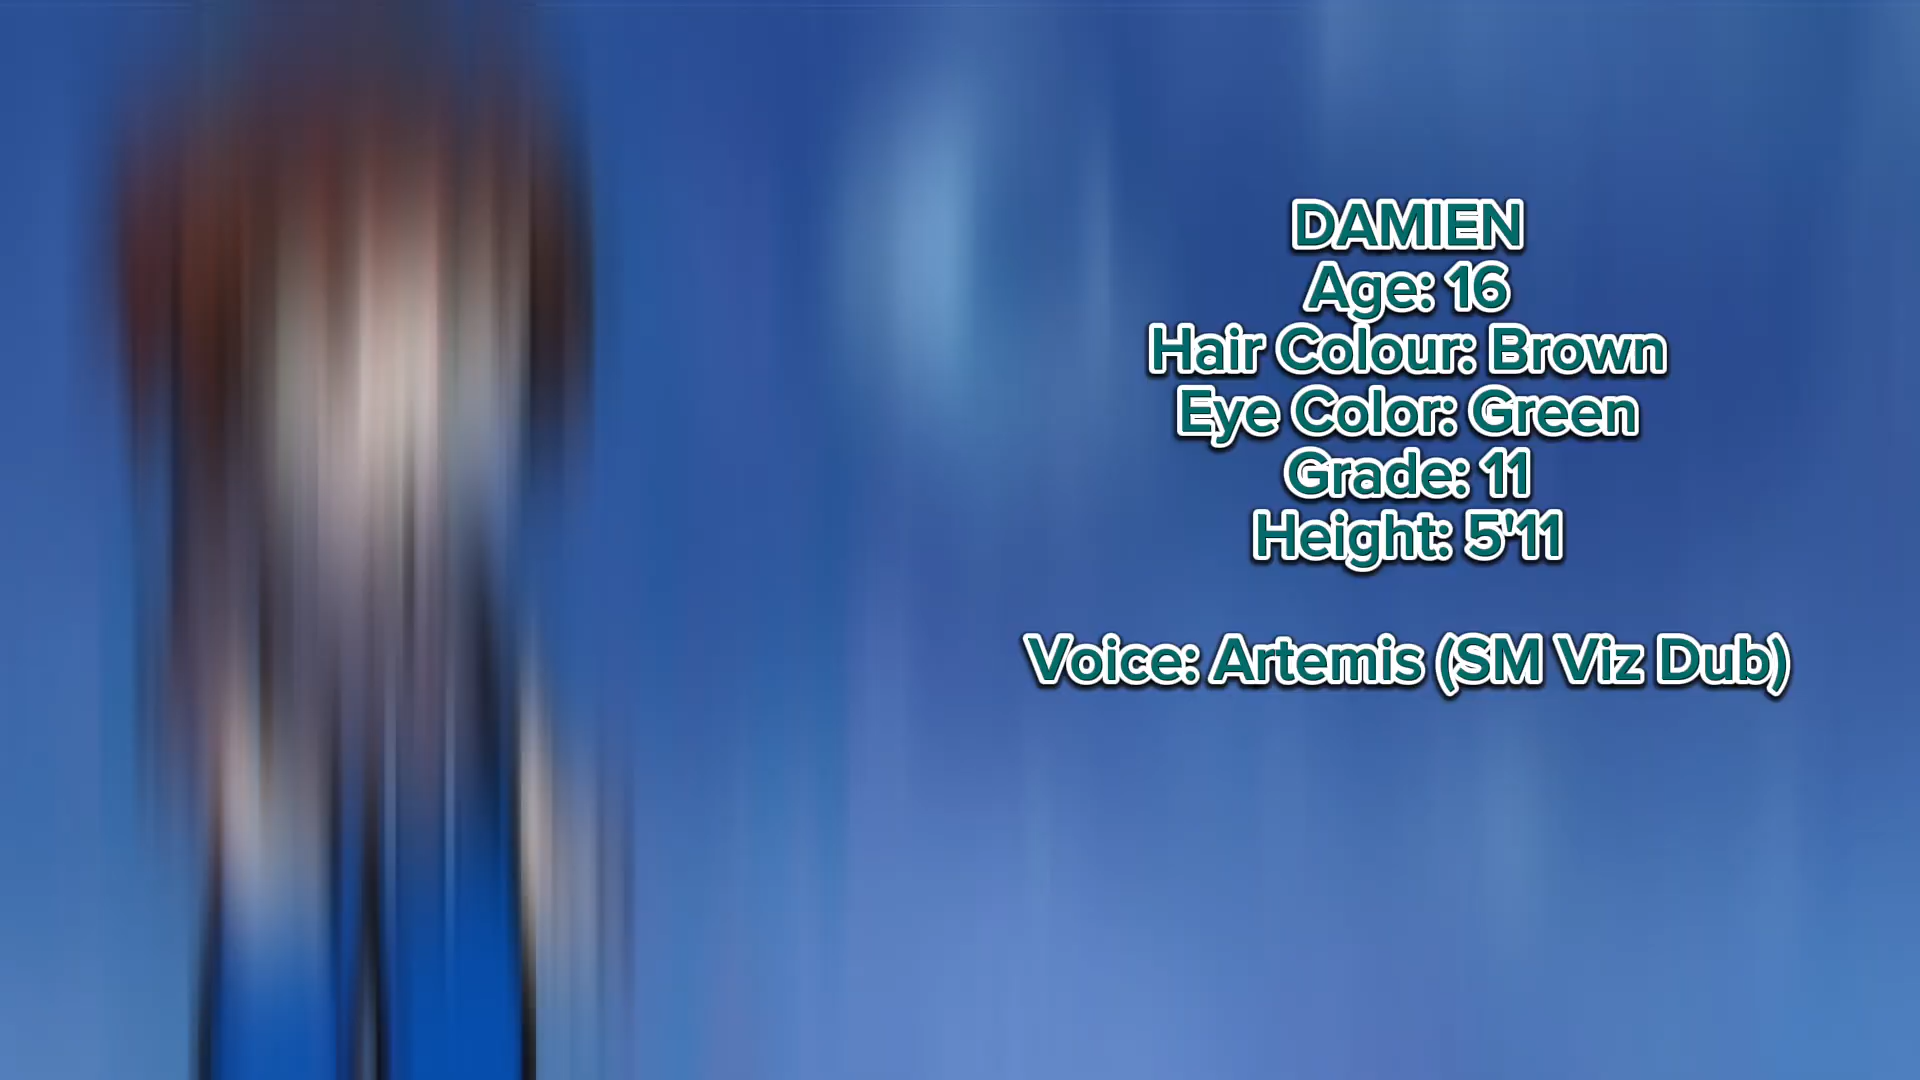 DAMIEN
Age: 16
Hair Colour: Brown
Eye Color: Green
Grade: 11
Height: 5'11
Voice: Artemis (SM Viz Dub)